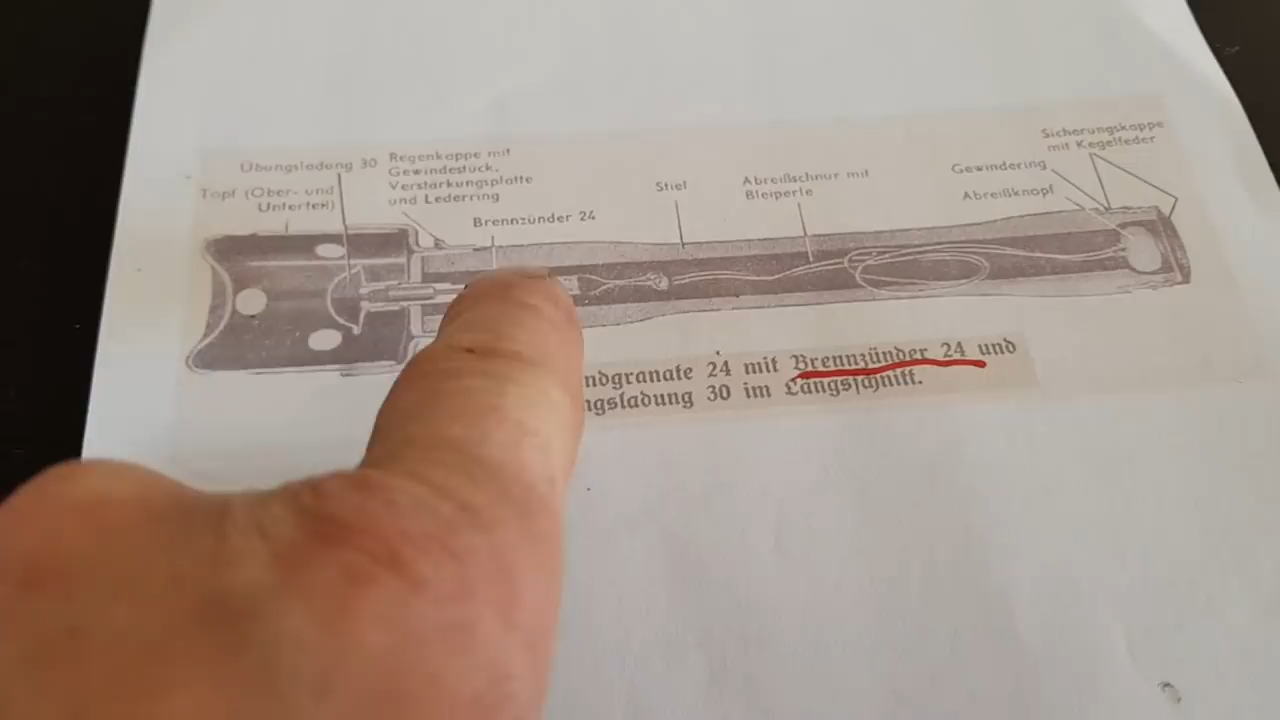 Übungsladung 30
Topf (Ober- und
Unterteil)
Regenkappe mit
Gewindestück,
Verstärkungsplatte
und Lederring
Brennzünder 24
Stiel
Abreißschnur mit
Bleiperle
Sicherungskappe
mit Kegelfeder
Gewindering
Abreißknopf
ndgranate 24 mit Brennzünder 24 und
ngsladung 30 im Längsschnitt.